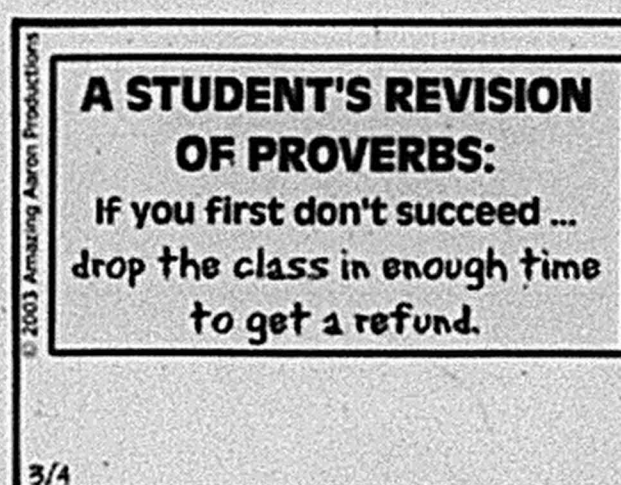 © 2003 Amazing Aaron Productions
A STUDENT'S REVISION
OF PROVERBS:
If you first don't succeed ...
drop the class in enough time
to get a refund.
3/4